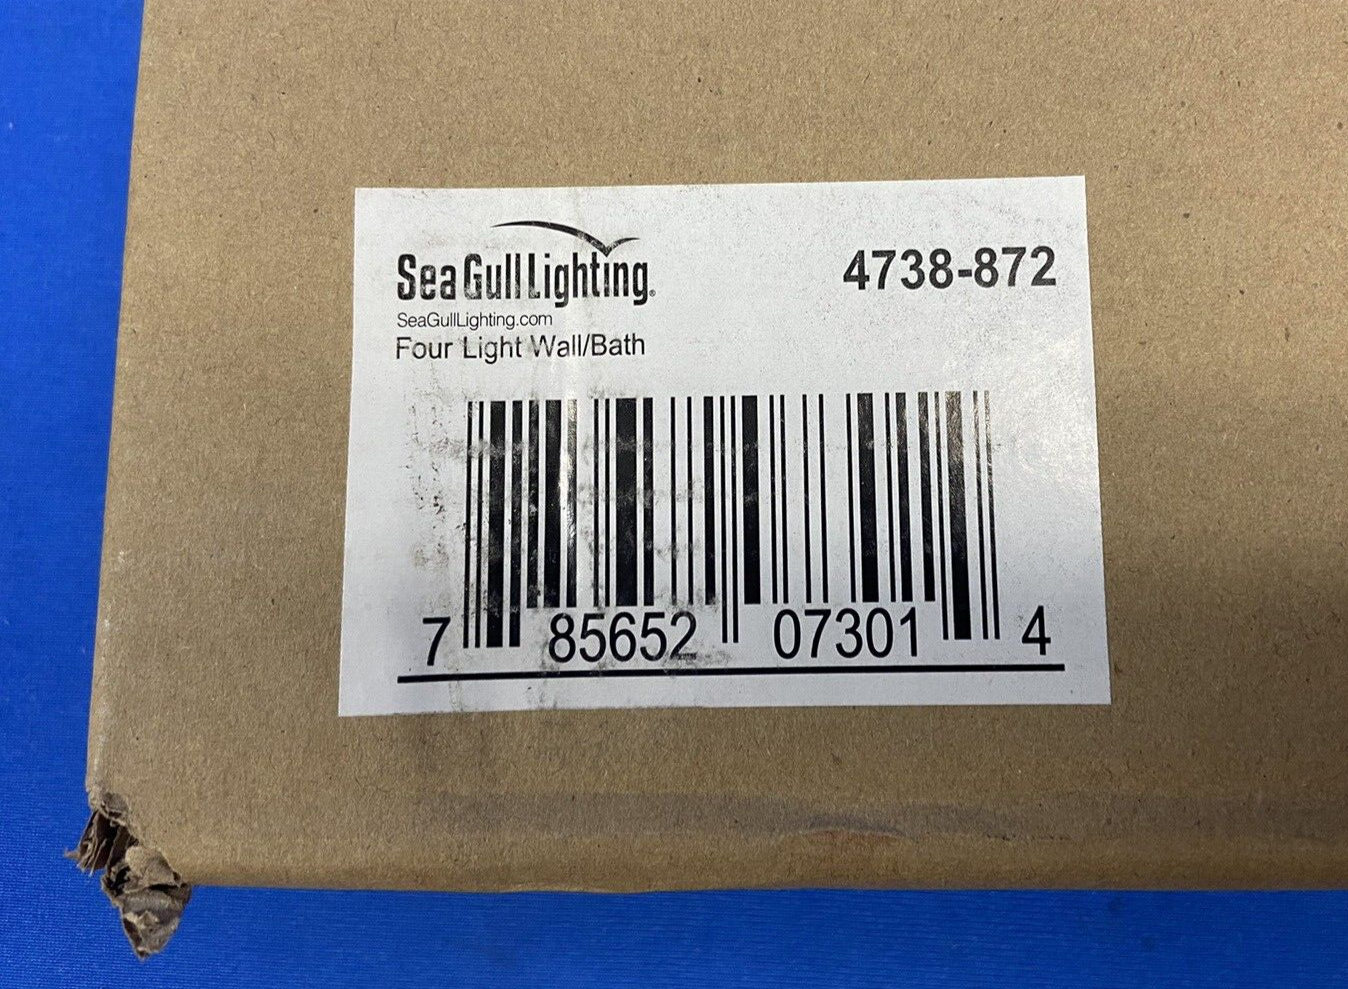 Sea Gull Lighting®
4738-872
SeaGullLighting.com
Four Light Wall/Bath
7 85652 07301 4